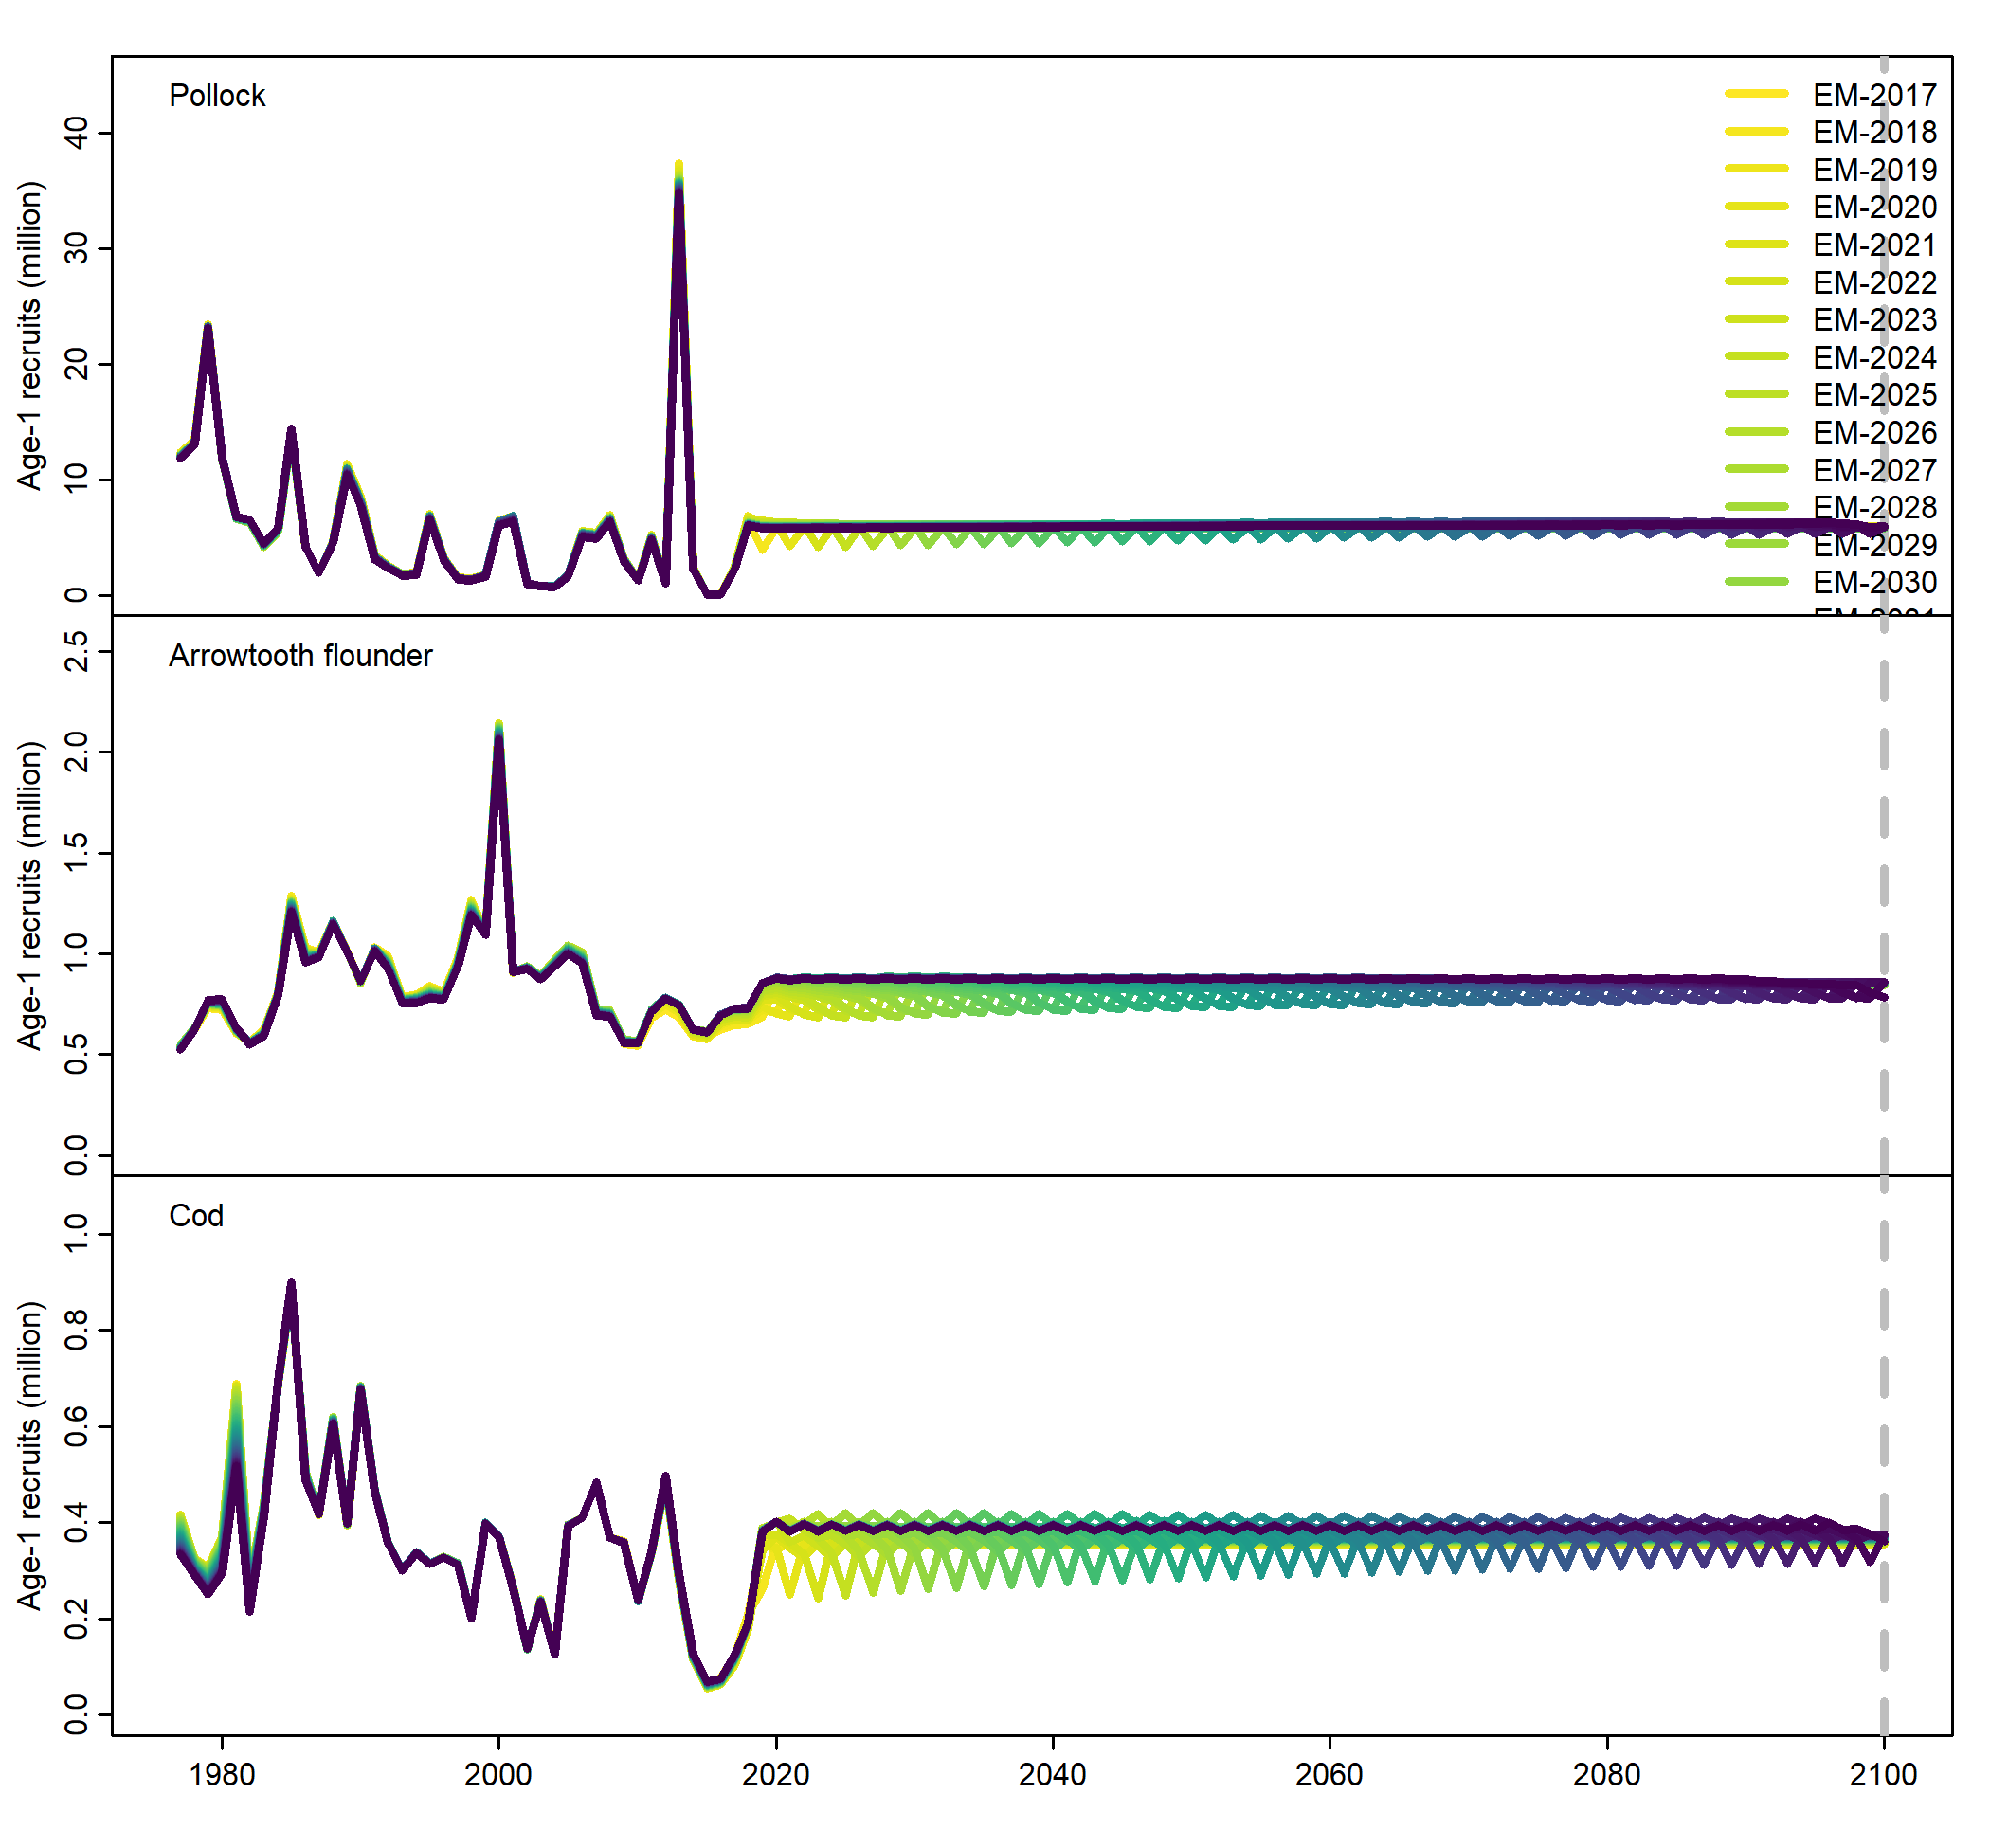 Pollock
EM-2017
EM-2018
EM-2019
EM-2020
EM-2021
EM-2022
EM-2023
EM-2024
EM-2025
EM-2026
EM-2027
EM-2028
EM-2029
EM-2030
Age-1 recruits (million)
40
30
20
10
0
Arrowtooth flounder
Age-1 recruits (million)
2.5
2.0
1.5
1.0
0.5
0.0
Cod
Age-1 recruits (million)
1.0
0.8
0.6
0.4
0.2
0.0
1980 2000 2020 2040 2060 2080 2100